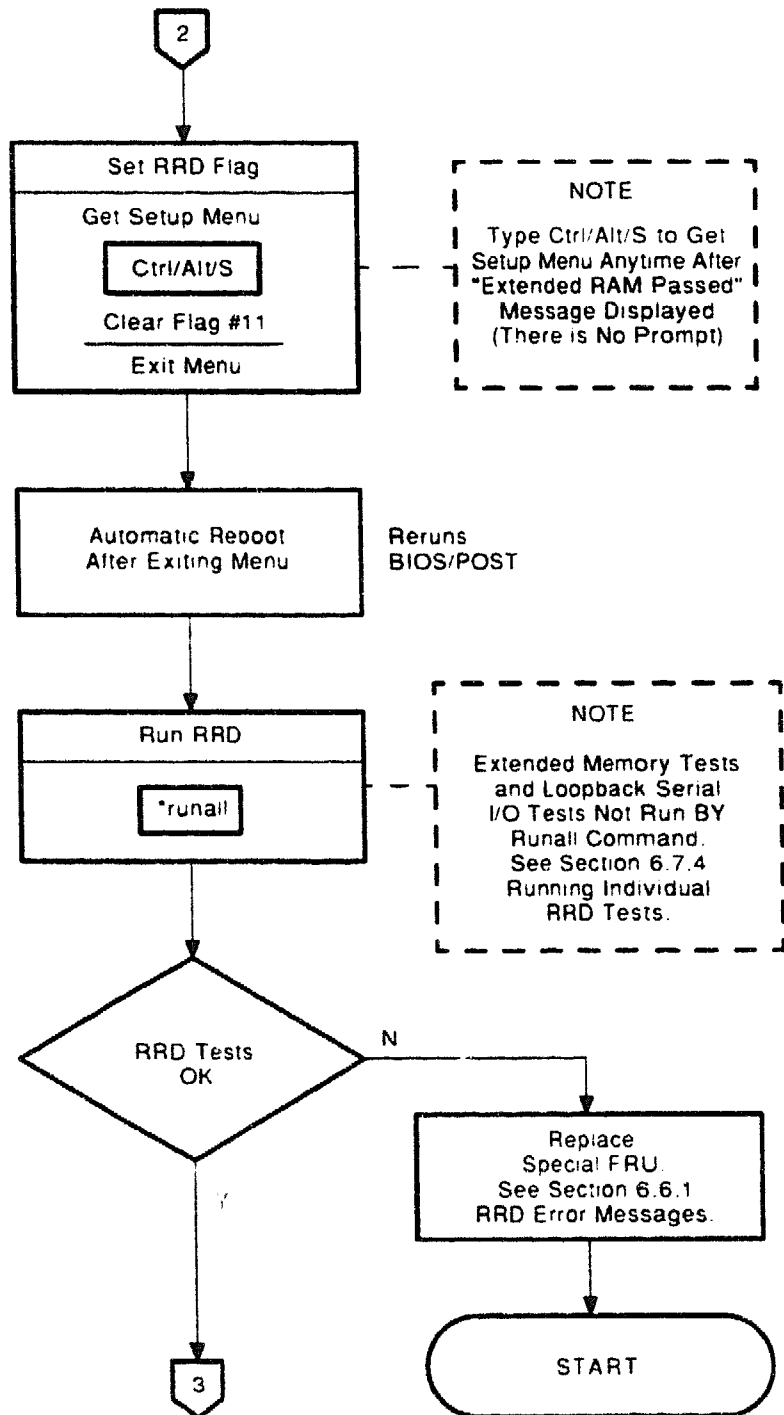 2
Set RRD Flag
Get Setup Menu
Ctrl/Alt/S
Clear Flag #11
Exit Menu
NOTE
Type Ctrl/Alt/S to Get
Setup Menu Anytime After
"Extended RAM Passed"
Message Displayed
(There is No Prompt)
Automatic Reboot
After Exiting Menu
Reruns
BIOS/POST
Run RRD
*runall
NOTE
Extended Memory Tests
and Loopback Serial
I/O Tests Not Run BY
Runall Command.
See Section 6.7.4
Running Individual
RRD Tests.
RRD Tests
OK
N
Replace
Special FRU.
See Section 6.6.1
RRD Error Messages.
Y
START
3